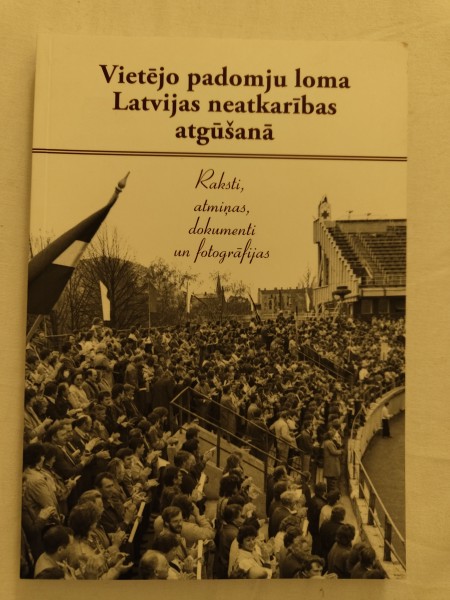 Vietējo padomju loma
Latvijas neatkarības
atgūšanā
Raksti,
atmiņas,
dokumenti
un fotogrāfijas